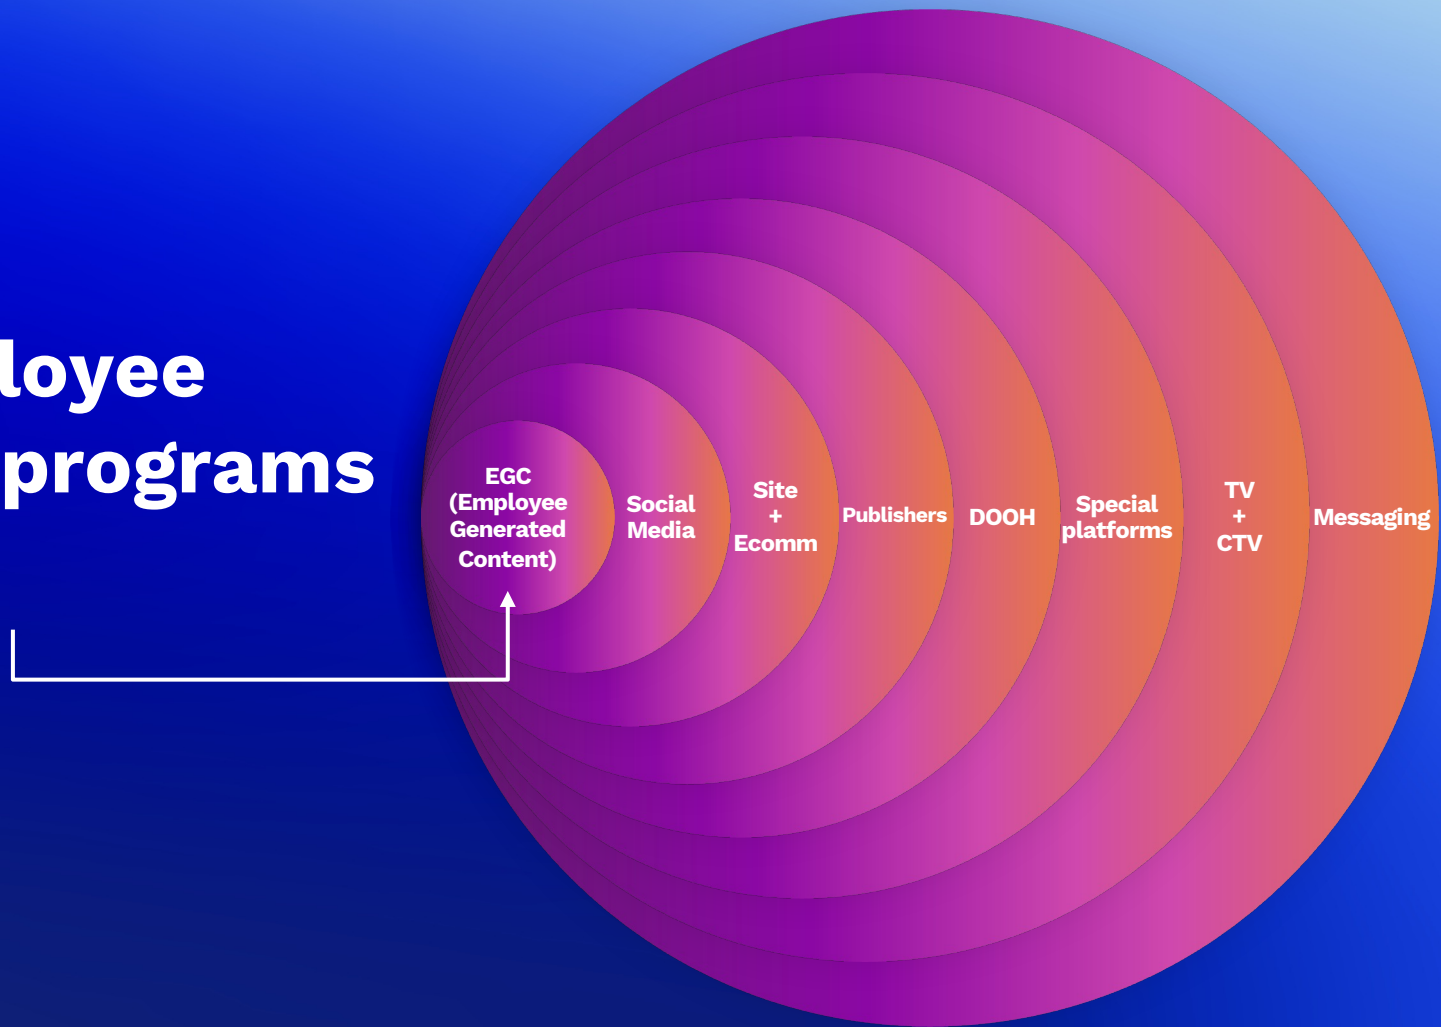 loyee
programs
EGC
(Employee
Generated
Content)
Social
Media
Site
+
Ecomm
Publishers
DOOH
Special
platforms
TV
+
CTV
Messaging